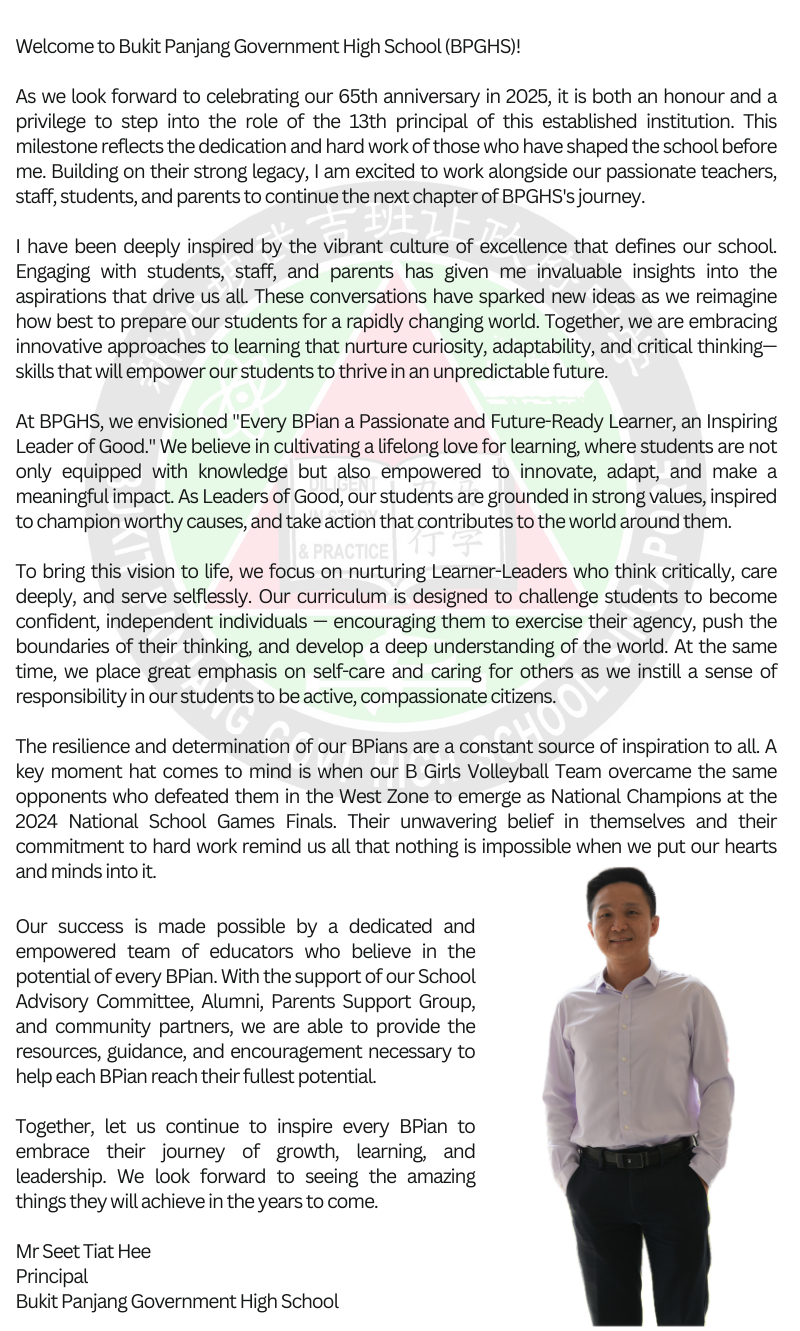 Welcome to Bukit Panjang Government High School (BPGHS)!
As we look forward to celebrating our 65th anniversary in 2025, it is both an honour and a
privilege to step into the role of the 13th principal of this established institution. This
milestone reflects the dedication and hard work of those who have shaped the school before
me. Building on their strong legacy, I am excited to work alongside our passionate teachers,
staff, students, and parents to continue the next chapter of BPGHS's journey.
I have been deeply inspired by the vibrant culture of excellence that defines our school.
Engaging with students, staff, and parents has given me invaluable insights into the
aspirations that drive us all. These conversations have sparked new ideas as we reimagine
how best to prepare our students for a rapidly changing world. Together, we are embracing
innovative approaches to learning that nurture curiosity, adaptability, and critical thinking—
skills that will empower our students to thrive in an unpredictable future.
At BPGHS, we envisioned "Every BPian a Passionate and Future-Ready Learner, an Inspiring
Leader of Good." We believe in cultivating a lifelong love for learning, where students are not
only equipped with knowledge but also empowered to innovate, adapt, and make a
meaningful impact. As Leaders of Good, our students are grounded in strong values, inspired
to champion worthy causes, and take action that contributes to the world around them.
To bring this vision to life, we focus on nurturing Learner-Leaders who think critically, care
deeply, and serve selflessly. Our curriculum is designed to challenge students to become
confident, independent individuals — encouraging them to exercise their agency, push the
boundaries of their thinking, and develop a deep understanding of the world. At the same
time, we place great emphasis on self-care and caring for others as we instill a sense of
responsibility in our students to be active, compassionate citizens.
The resilience and determination of our BPians are a constant source of inspiration to all. A
key moment hat comes to mind is when our B Girls Volleyball Team overcame the same
opponents who defeated them in the West Zone to emerge as National Champions at the
2024 National School Games Finals. Their unwavering belief in themselves and their
commitment to hard work remind us all that nothing is impossible when we put our hearts
and minds into it.
Our success is made possible by a dedicated and
empowered team of educators who believe in the
potential of every BPian. With the support of our School
Advisory Committee, Alumni, Parents Support Group,
and community partners, we are able to provide the
resources, guidance, and encouragement necessary to
help each BPian reach their fullest potential.
Together, let us continue to inspire every BPian to
embrace their journey of growth, learning, and
leadership. We look forward to seeing the amazing
things they will achieve in the years to come.
Mr Seet Tiat Hee
Principal
Bukit Panjang Government High School
新加坡武吉班让政府中学
DILIGENT
IN STUDY
& PRACTICE
力学
行学
BUKIT PANJANG GOVT HIGH SCHOOL SINGAPORE